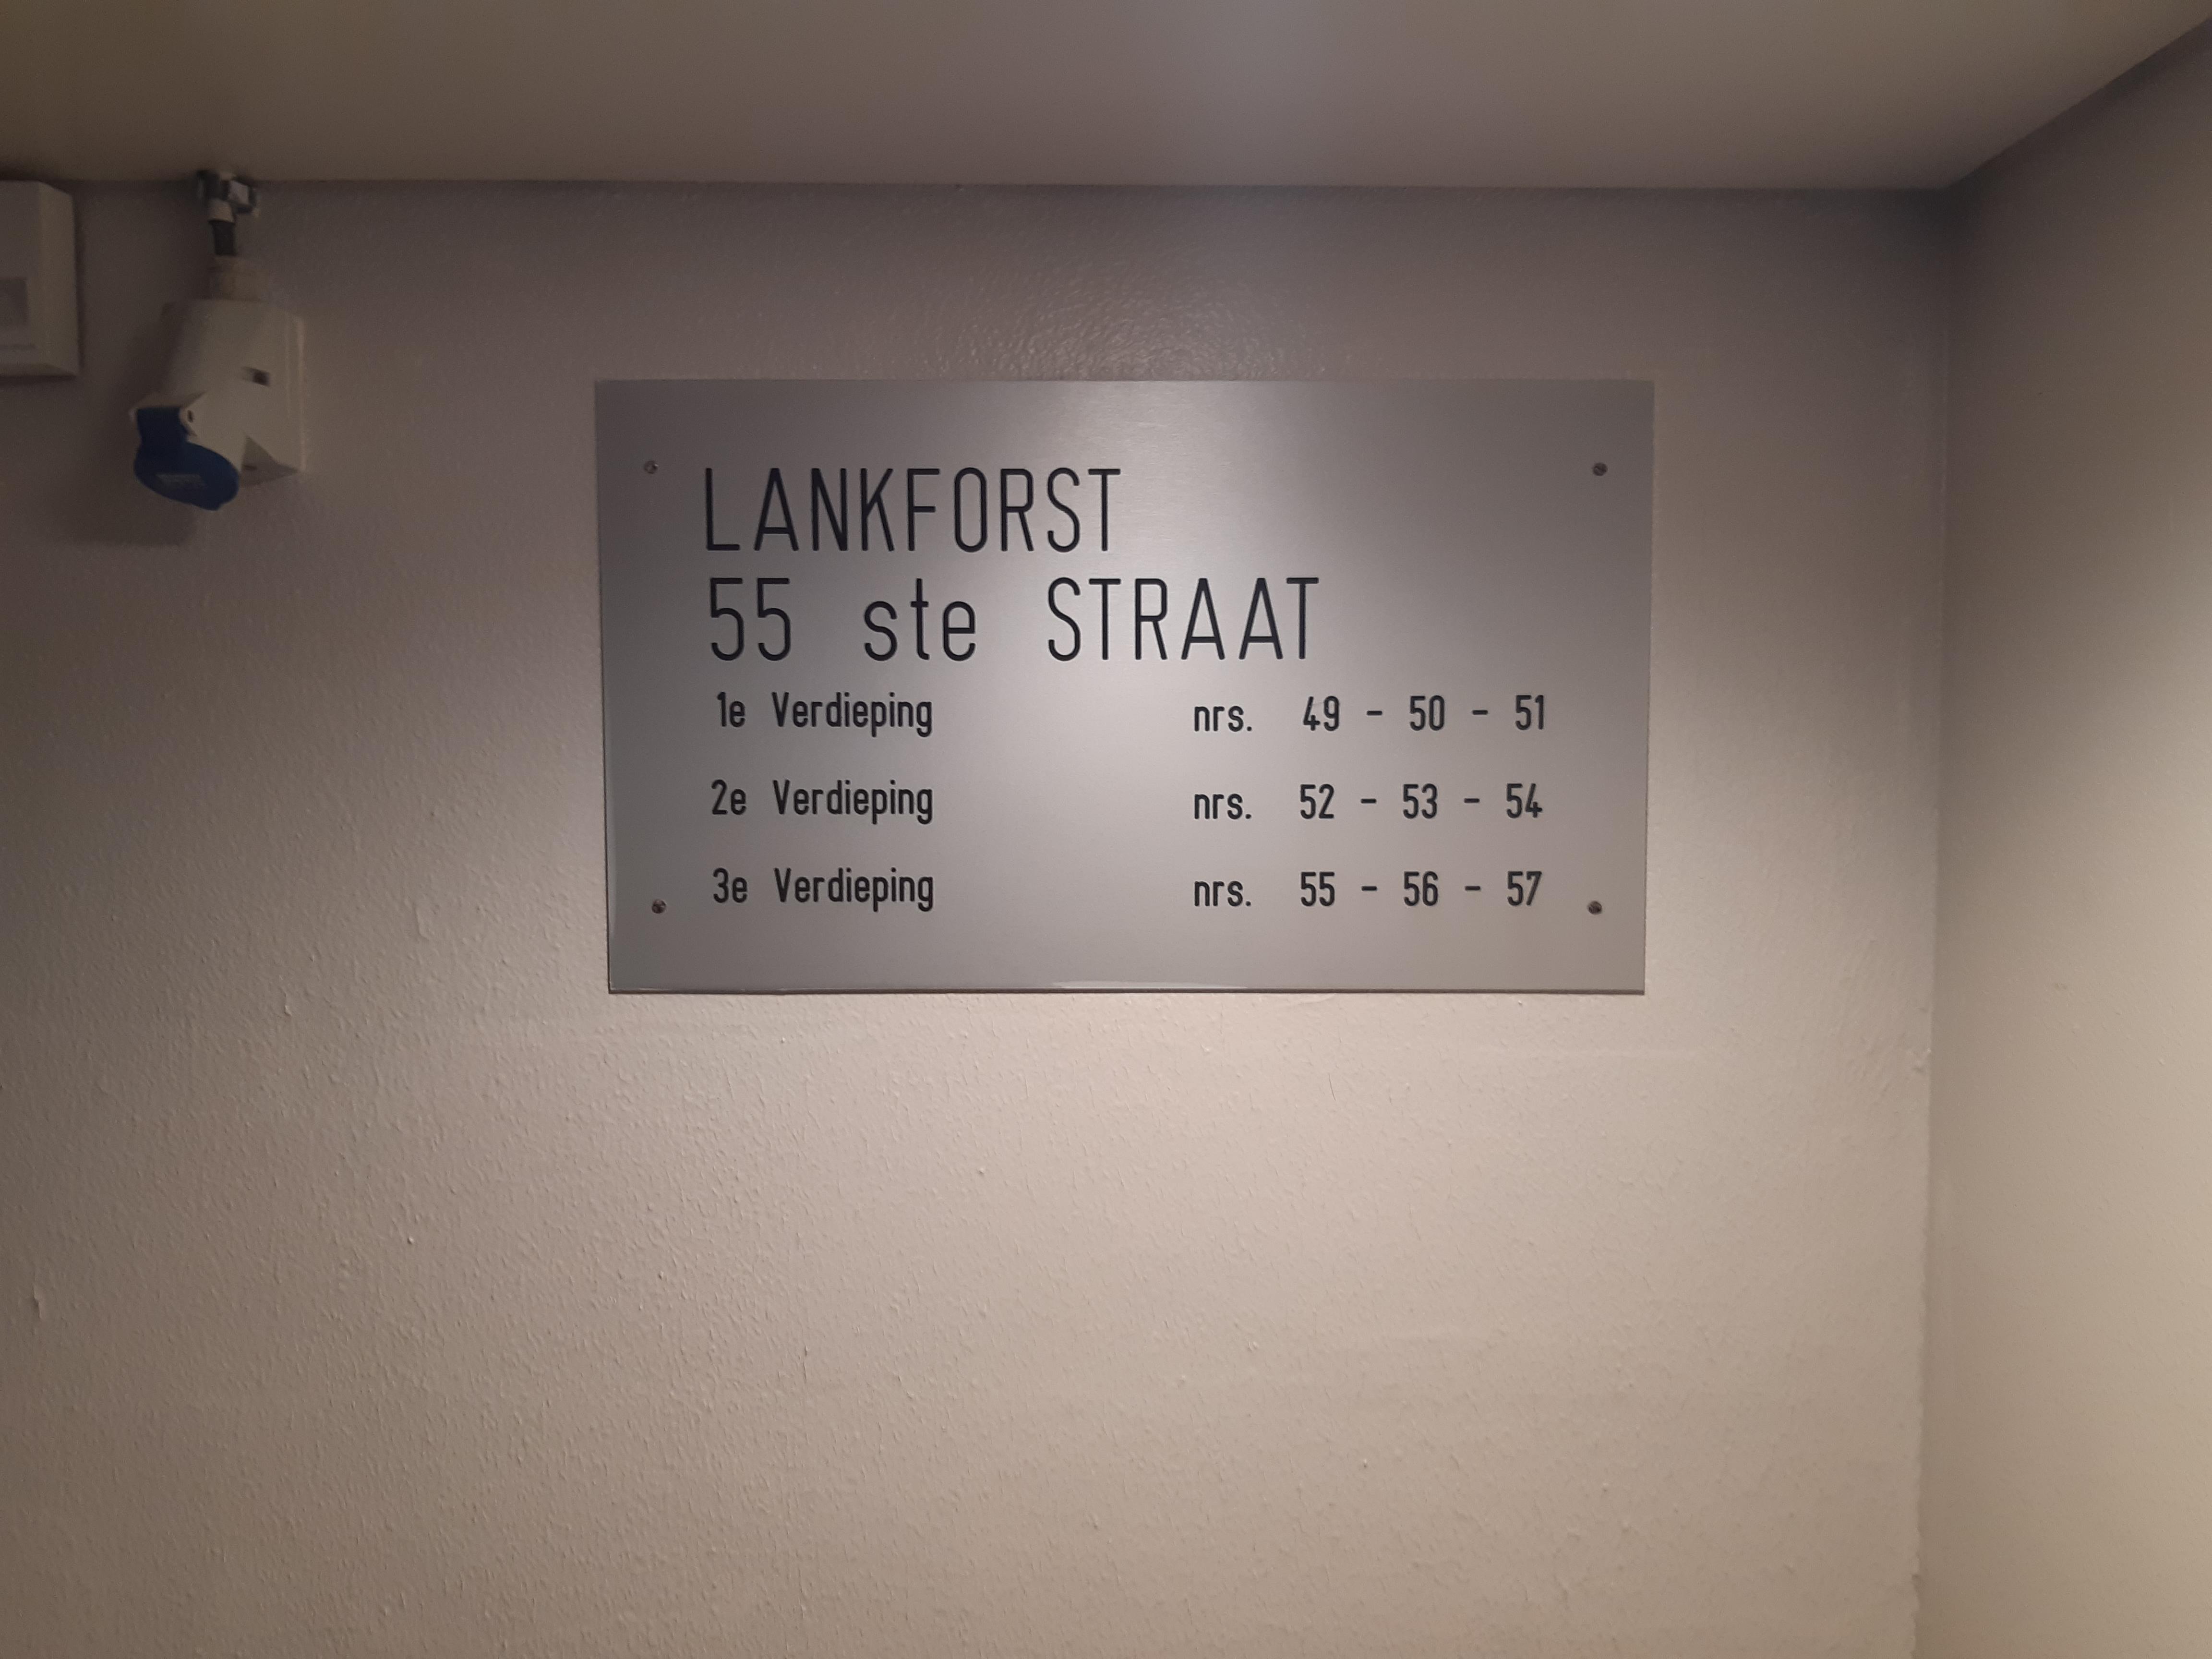 LANKFORST
55 ste STRAAT
1e Verdieping nrs. 49 - 50 - 51
2e Verdieping nrs. 52 - 53 - 54
3e Verdieping nrs. 55 - 56 - 57